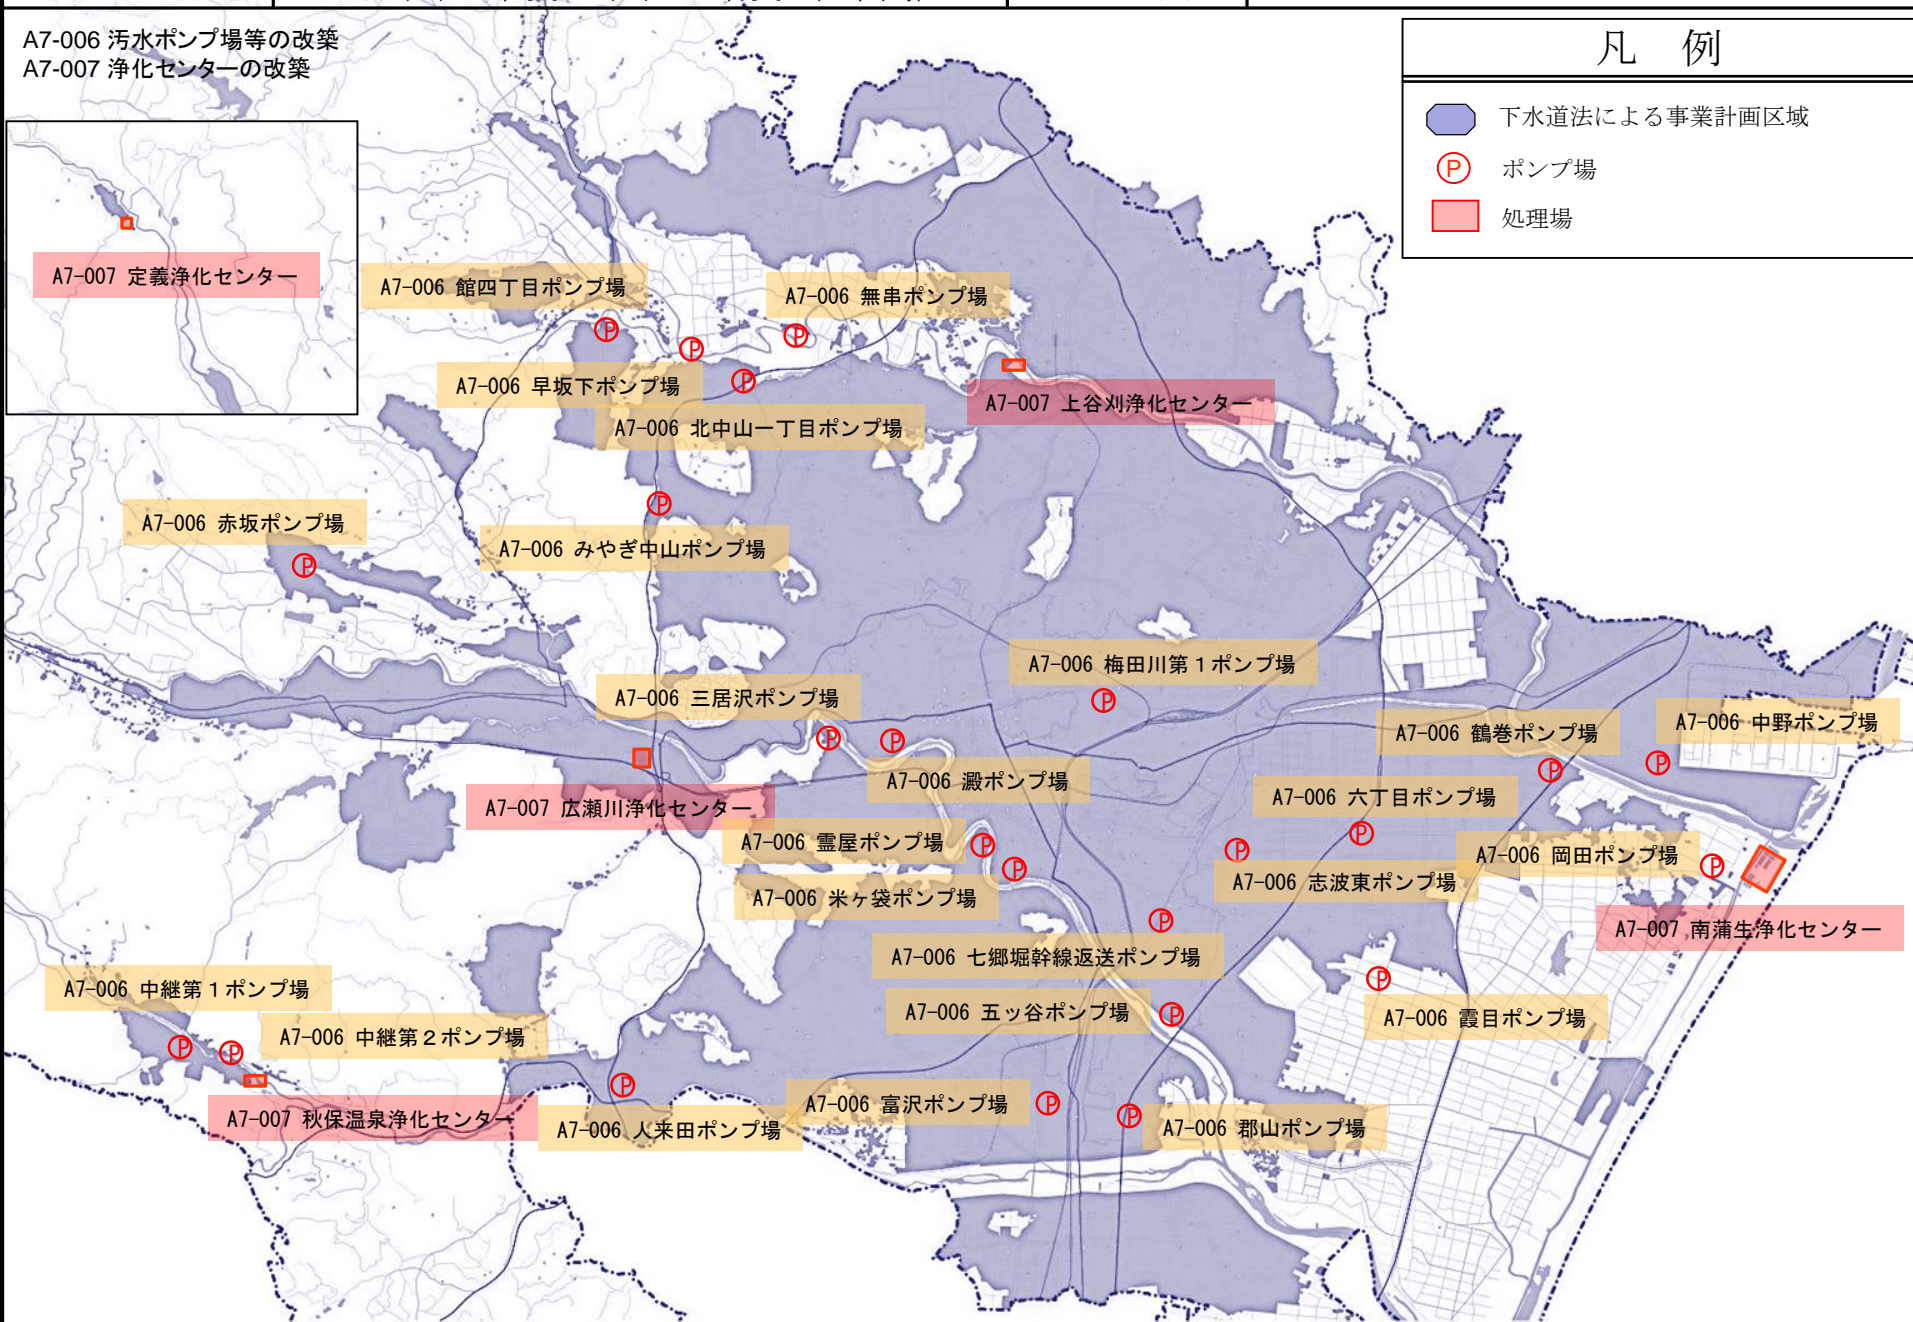 A7-006 汚水ポンプ場等の改築
A7-007 浄化センターの改築
凡 例
下水道法による事業計画区域
P ポンプ場
処理場
A7-007 定義浄化センター
A7-006 館四丁目ポンプ場
A7-006 無串ポンプ場
P
P
P
A7-006 早坂下ポンプ場
P
A7-007 上谷刈浄化センター
A7-006 北中山一丁目ポンプ場
P
A7-006 赤坂ポンプ場
A7-006 みやぎ中山ポンプ場
P
A7-006 梅田川第１ポンプ場
A7-006 三居沢ポンプ場
P
A7-006 中野ポンプ場
A7-006 鶴巻ポンプ場
P
P
P
P
A7-006 澱ポンプ場
A7-006 六丁目ポンプ場
A7-007 広瀬川浄化センター
P
A7-006 霊屋ポンプ場
P
P
A7-006 岡田ポンプ場
P
P
A7-006 志波東ポンプ場
A7-006 米ヶ袋ポンプ場
P
A7-007 南蒲生浄化センター
A7-006 七郷堀幹線返送ポンプ場
P
A7-006 中継第１ポンプ場
A7-006 五ッ谷ポンプ場
P
A7-006 霞目ポンプ場
A7-006 中継第２ポンプ場
P
P
P
A7-006 富沢ポンプ場
P
P
A7-007 秋保温泉浄化センター
A7-006 人来田ポンプ場
A7-006 郡山ポンプ場